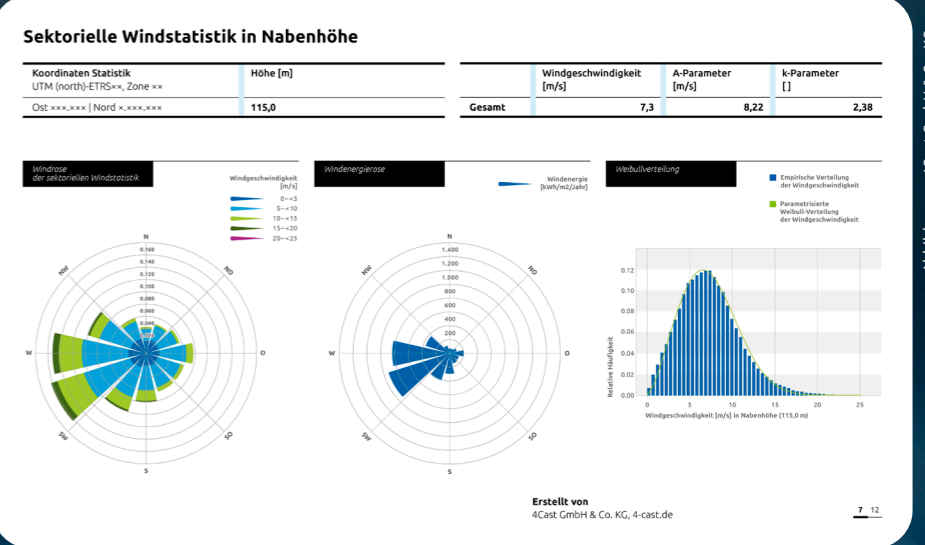 Sektorielle Windstatistik in Nabenhöhe
Koordinaten Statistik
UTM (north)-ETRS××, Zone ××
Höhe [m]
Ost ×××.××× | Nord ×.×××.×××
115,0
Windgeschwindigkeit
[m/s]
A-Parameter
[m/s]
k-Parameter
[ ]
Gesamt
7,3
8,22
2,38
Windrose
der sektoriellen Windstatistik
Windgeschwindigkeit
[m/s]
0–<5
5–<10
10–<15
15–<20
20–<25
N
NO
O
SO
S
SW
W
NW
0.160
0.140
0.120
0.100
0.080
0.040
Windenergierose
Windenergie
[kWh/m2/Jahr]
N
NO
O
SO
S
SW
W
NW
1.400
1.200
1.000
800
600
400
200
Weibullverteilung
Empirische Verteilung
der Windgeschwindigkeit
Parametrisierte
Weibull-Verteilung
der Windgeschwindigkeit
Relative Häufigkeit
0.12
0.10
0.08
0.06
0.04
0.02
0.00
0
5
10
15
20
25
Windgeschwindigkeit [m/s] in Nabenhöhe (115,0 m)
Erstellt von
4Cast GmbH & Co. KG, 4-cast.de
7 12